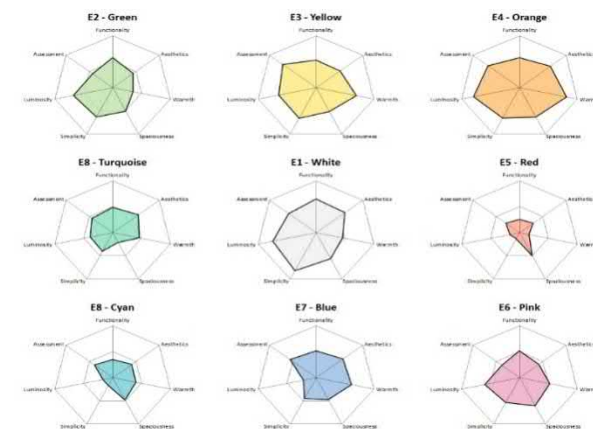 E2 - Green
Functionality
Assessment
Aesthetics
Luminosity
Warmth
Simplicity
Spaciousness
E3 - Yellow
Functionality
Assessment
Aesthetics
Luminosity
Warmth
Simplicity
Spaciousness
E4 - Orange
Functionality
Assessment
Aesthetics
Luminosity
Warm
Simplicity
Spaciousness
E8 - Turquoise
Functionality
Assessment
Aesthetics
Luminosity
Warmth
Simplicity
Spaciousness
E1 - White
Functionality
Assessment
Aesthetics
Luminosity
Warmth
Simplicity
Spaciousness
E5 - Red
Functionality
Assessment
Aesthetics
Luminosity
Warm
Simplicity
Spaciousness
E8 - Cyan
Functionality
Assessment
Aesthetics
Luminosity
Warmth
Simplicity
Spaciousness
E7 - Blue
Functionality
Assessment
Aesthetics
Luminosity
Warmth
Simplicity
Spaciousness
E6 - Pink
Functionality
Assessment
Aesthetics
Luminosity
Warm
Simplicity
Spaciousness